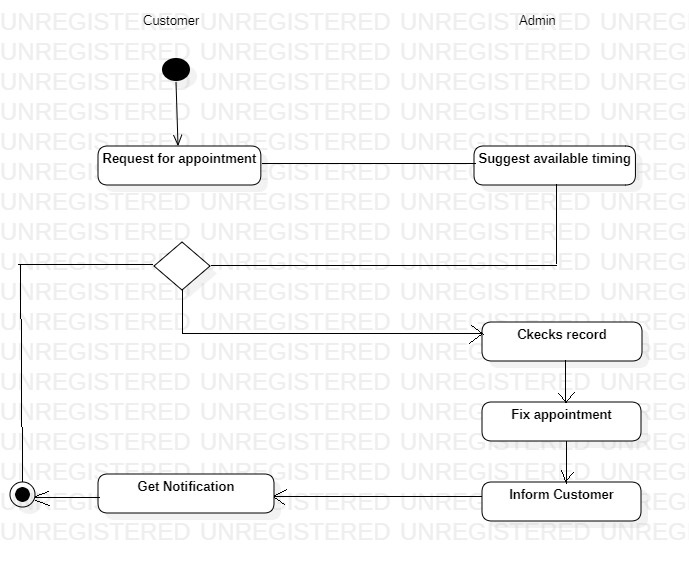 Customer
Admin
Request for appointment
Suggest available timing
Ckecks record
Fix appointment
Get Notification
Inform Customer
UNREGISTERED UNREGISTERED UNREGISTERED UNREG